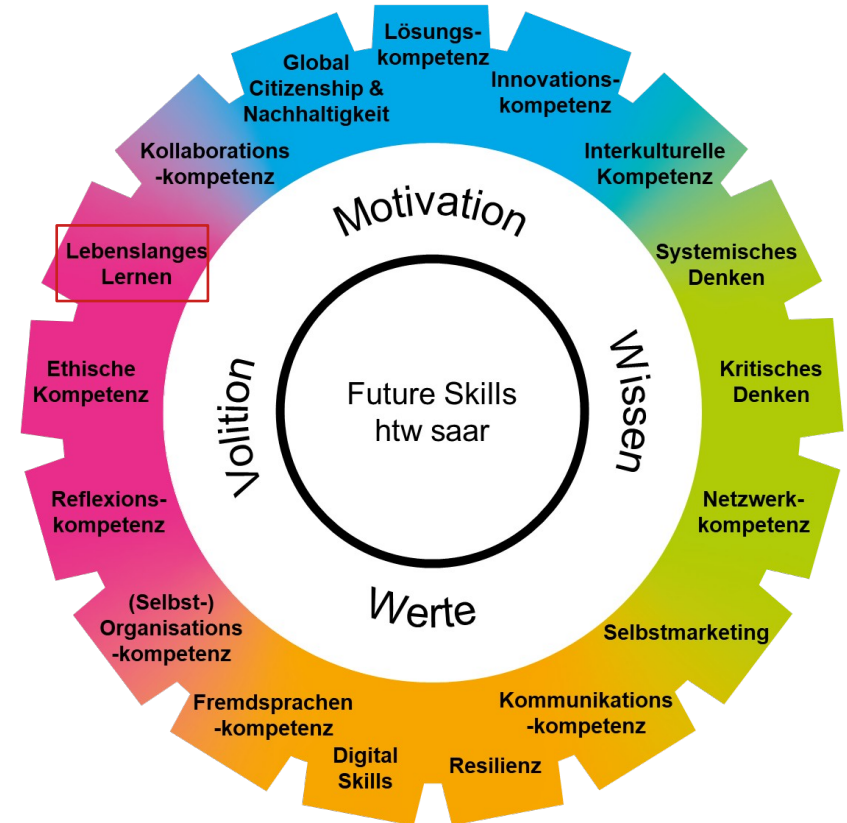 Lösungs-
kompetenz
Innovations-
kompetenz
Interkulturelle
Kompetenz
Systemisches
Denken
Kritisches
Denken
Netzwerk-
kompetenz
Selbstmarketing
Kommunikations
-kompetenz
Resilienz
Digital
Skills
Fremdsprachen
-kompetenz
(Selbst-)
Organisations
-kompetenz
Reflexions-
kompetenz
Ethische
Kompetenz
Lebenslanges
Lernen
Kollaborations
-kompetenz
Global
Citizenship &
Nachhaltigkeit
Motivation
Wissen
Werte
Volition
Future Skills
htw saar